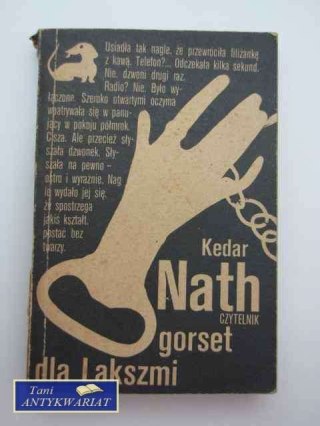 Usiadła tak nagle, że przewróciła filiżankę
z kawą. Telefon?... Odczekała kilka sekund.
Nie, dzwoni drugi raz.
Radio? Nie. Było wy-
łączone. Szeroko otwartymi oczyma
wpatrywała się w panu-
jący w pokoju półmrok.
Cisza. Ale przecież sły-
szała dzwonek. Sły-
szała na pewno -
ostro i wyraźnie. Nag
le wydało jej się,
że spostrzega
jakiś kształt,
postać bez
twarzy.
Kedar
Nath
CZYTELNIK
gorset
dla Lakszmi
Tani
ANTYKWARIAT